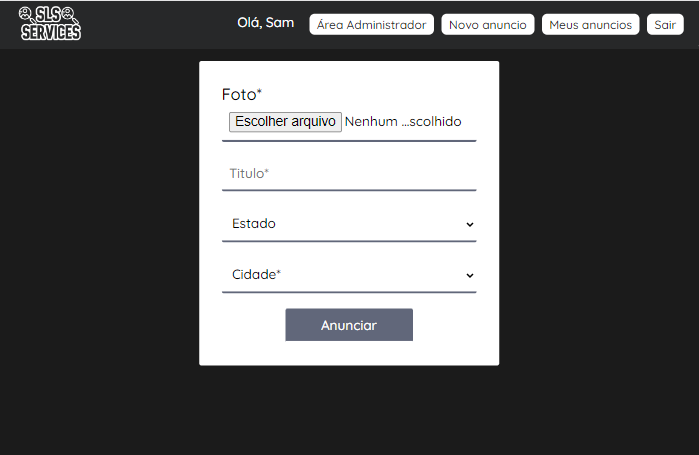 SLS
SERVICES
Olá, Sam
Área Administrador
Novo anuncio
Meus anuncios
Sair
Foto*
Escolher arquivo Nenhum ...scolhido
Titulo*
Estado
Cidade*
Anunciar